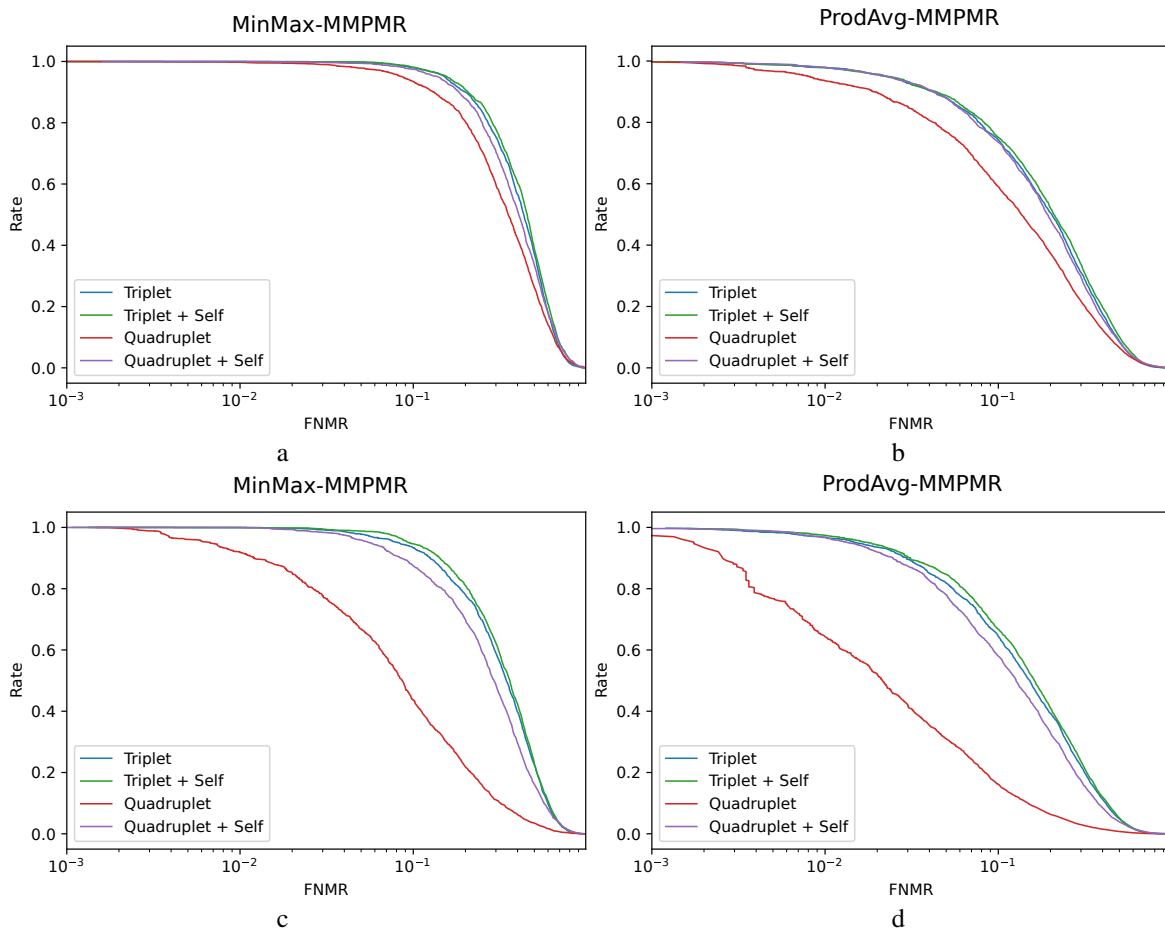 MinMax-MMPMR
1.0
0.8
0.6
0.4
0.2
0.0
Rate
Triplet
Triplet + Self
Quadruplet
Quadruplet + Self
10⁻³
10⁻²
10⁻¹
FNMR
a
ProdAvg-MMPMR
1.0
0.8
0.6
0.4
0.2
0.0
Rate
Triplet
Triplet + Self
Quadruplet
Quadruplet + Self
10⁻³
10⁻²
10⁻¹
FNMR
b
MinMax-MMPMR
1.0
0.8
0.6
0.4
0.2
0.0
Rate
Triplet
Triplet + Self
Quadruplet
Quadruplet + Self
10⁻³
10⁻²
10⁻¹
FNMR
c
ProdAvg-MMPMR
1.0
0.8
0.6
0.4
0.2
0.0
Rate
Triplet
Triplet + Self
Quadruplet
Quadruplet + Self
10⁻³
10⁻²
10⁻¹
FNMR
d